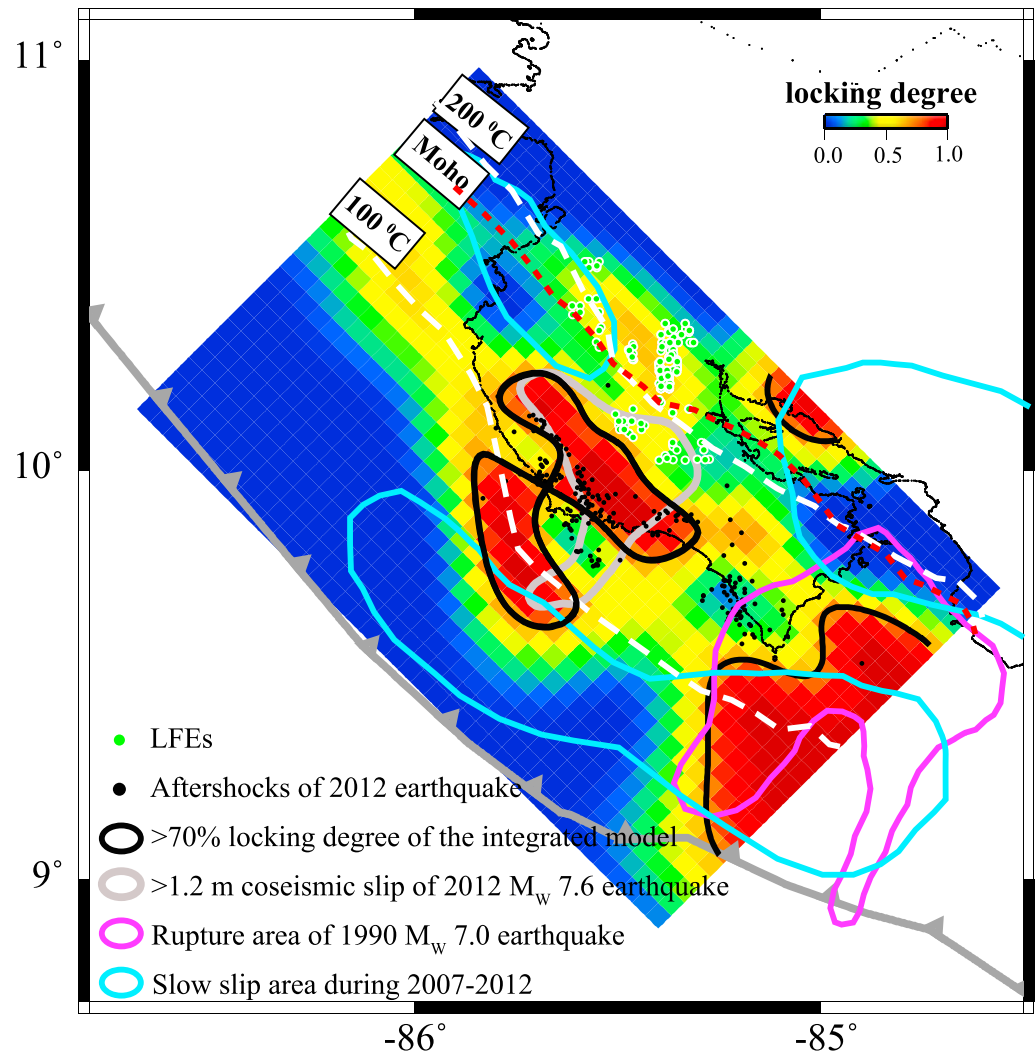 11°
10°
9°
-86°
-85°
200 ⁰C
Moho
100 ⁰C
locking degree
0.0 0.5 1.0
LFEs
Aftershocks of 2012 earthquake
>70% locking degree of the integrated model
>1.2 m coseismic slip of 2012 MW 7.6 earthquake
Rupture area of 1990 MW 7.0 earthquake
Slow slip area during 2007-2012